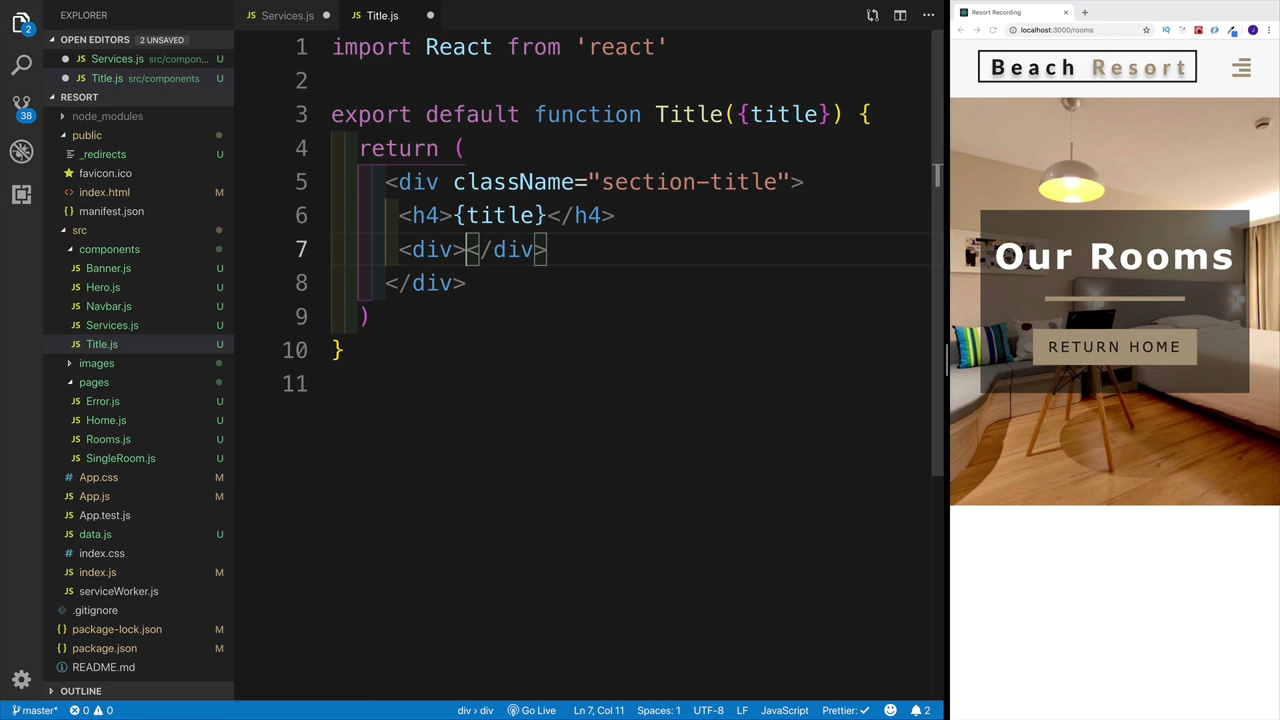 EXPLORER
OPEN EDITORS 2 UNSAVED
Services.js src/compon...
Title.js src/components
RESORT
node_modules
public
_redirects U
favicon.ico
index.html M
manifest.json
src
components
Banner.js U
Hero.js U
Navbar.js U
Services.js U
Title.js U
images
pages
Error.js U
Home.js U
Rooms.js U
SingleRoom.js U
App.css M
App.js M
App.test.js
data.js U
index.css
index.js M
serviceWorker.js
.gitignore
package-lock.json M
package.json M
README.md
OUTLINE
2
38
Services.js
Title.js
1 import React from 'react'
2
3 export default function Title({title}) {
4 return (
5 <div className="section-title">
6 <h4>{title}</h4>
7 <div></div>
8 </div>
9 )
10 }
11
master* 0 0
div › div
Go Live
Ln 7, Col 11
Spaces: 1
UTF-8
LF
JavaScript
Prettier: ✓
2
Resort Recording
localhost:3000/rooms
Beach Resort
Our Rooms
RETURN HOME